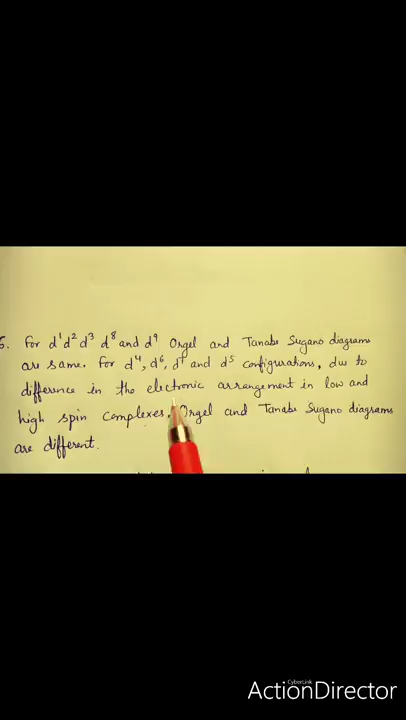 6. For d¹ d² d³ d⁸ and d⁹ Orgel and Tanabe Sugano diagrams
are same. For d⁴, d⁶, d⁷ and d⁵ configurations, due to
difference in the electronic arrangement in low and
high spin complexes, Orgel and Tanabe Sugano diagrams
are different.
CyberLink
ActionDirector